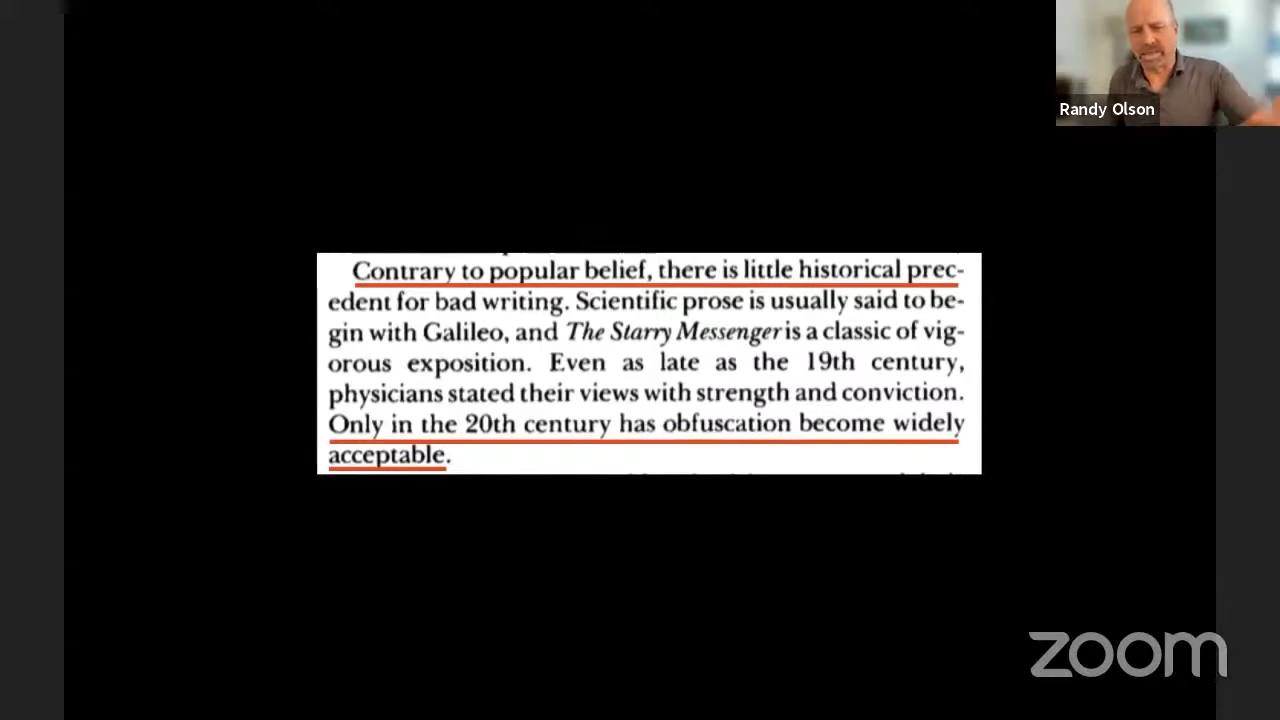 Randy Olson
Contrary to popular belief, there is little historical prec-
edent for bad writing. Scientific prose is usually said to be-
gin with Galileo, and The Starry Messenger is a classic of vig-
orous exposition. Even as late as the 19th century,
physicians stated their views with strength and conviction.
Only in the 20th century has obfuscation become widely
acceptable.
zoom